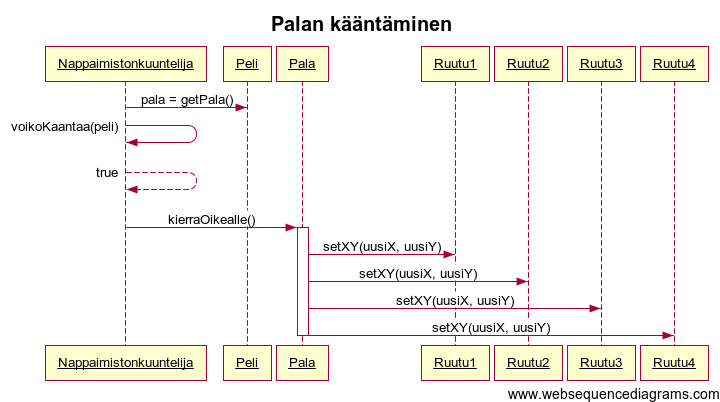 Palan kääntäminen
Nappaimistonkuuntelija Peli Pala Ruutu1 Ruutu2 Ruutu3 Ruutu4
pala = getPala()
voikoKaantaa(peli)
true
kierraOikealle()
setXY(uusiX, uusiY)
setXY(uusiX, uusiY)
setXY(uusiX, uusiY)
setXY(uusiX, uusiY)
Nappaimistonkuuntelija Peli Pala Ruutu1 Ruutu2 Ruutu3 Ruutu4
www.websequencediagrams.com